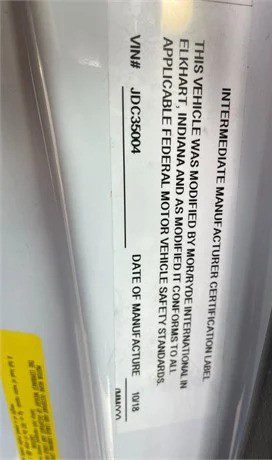 INTERMEDIATE MANUFACTURER CERTIFICATION LABEL
THIS VEHICLE WAS MODIFIED BY MOR/RYDE INTERNATIONAL IN
ELKHART, INDIANA AND AS MODIFIED IT CONFORMS TO ALL
APPLICABLE FEDERAL MOTOR VEHICLE SAFETY STANDARDS.
VIN# JDC35004 DATE OF MANUFACTURE 10/18